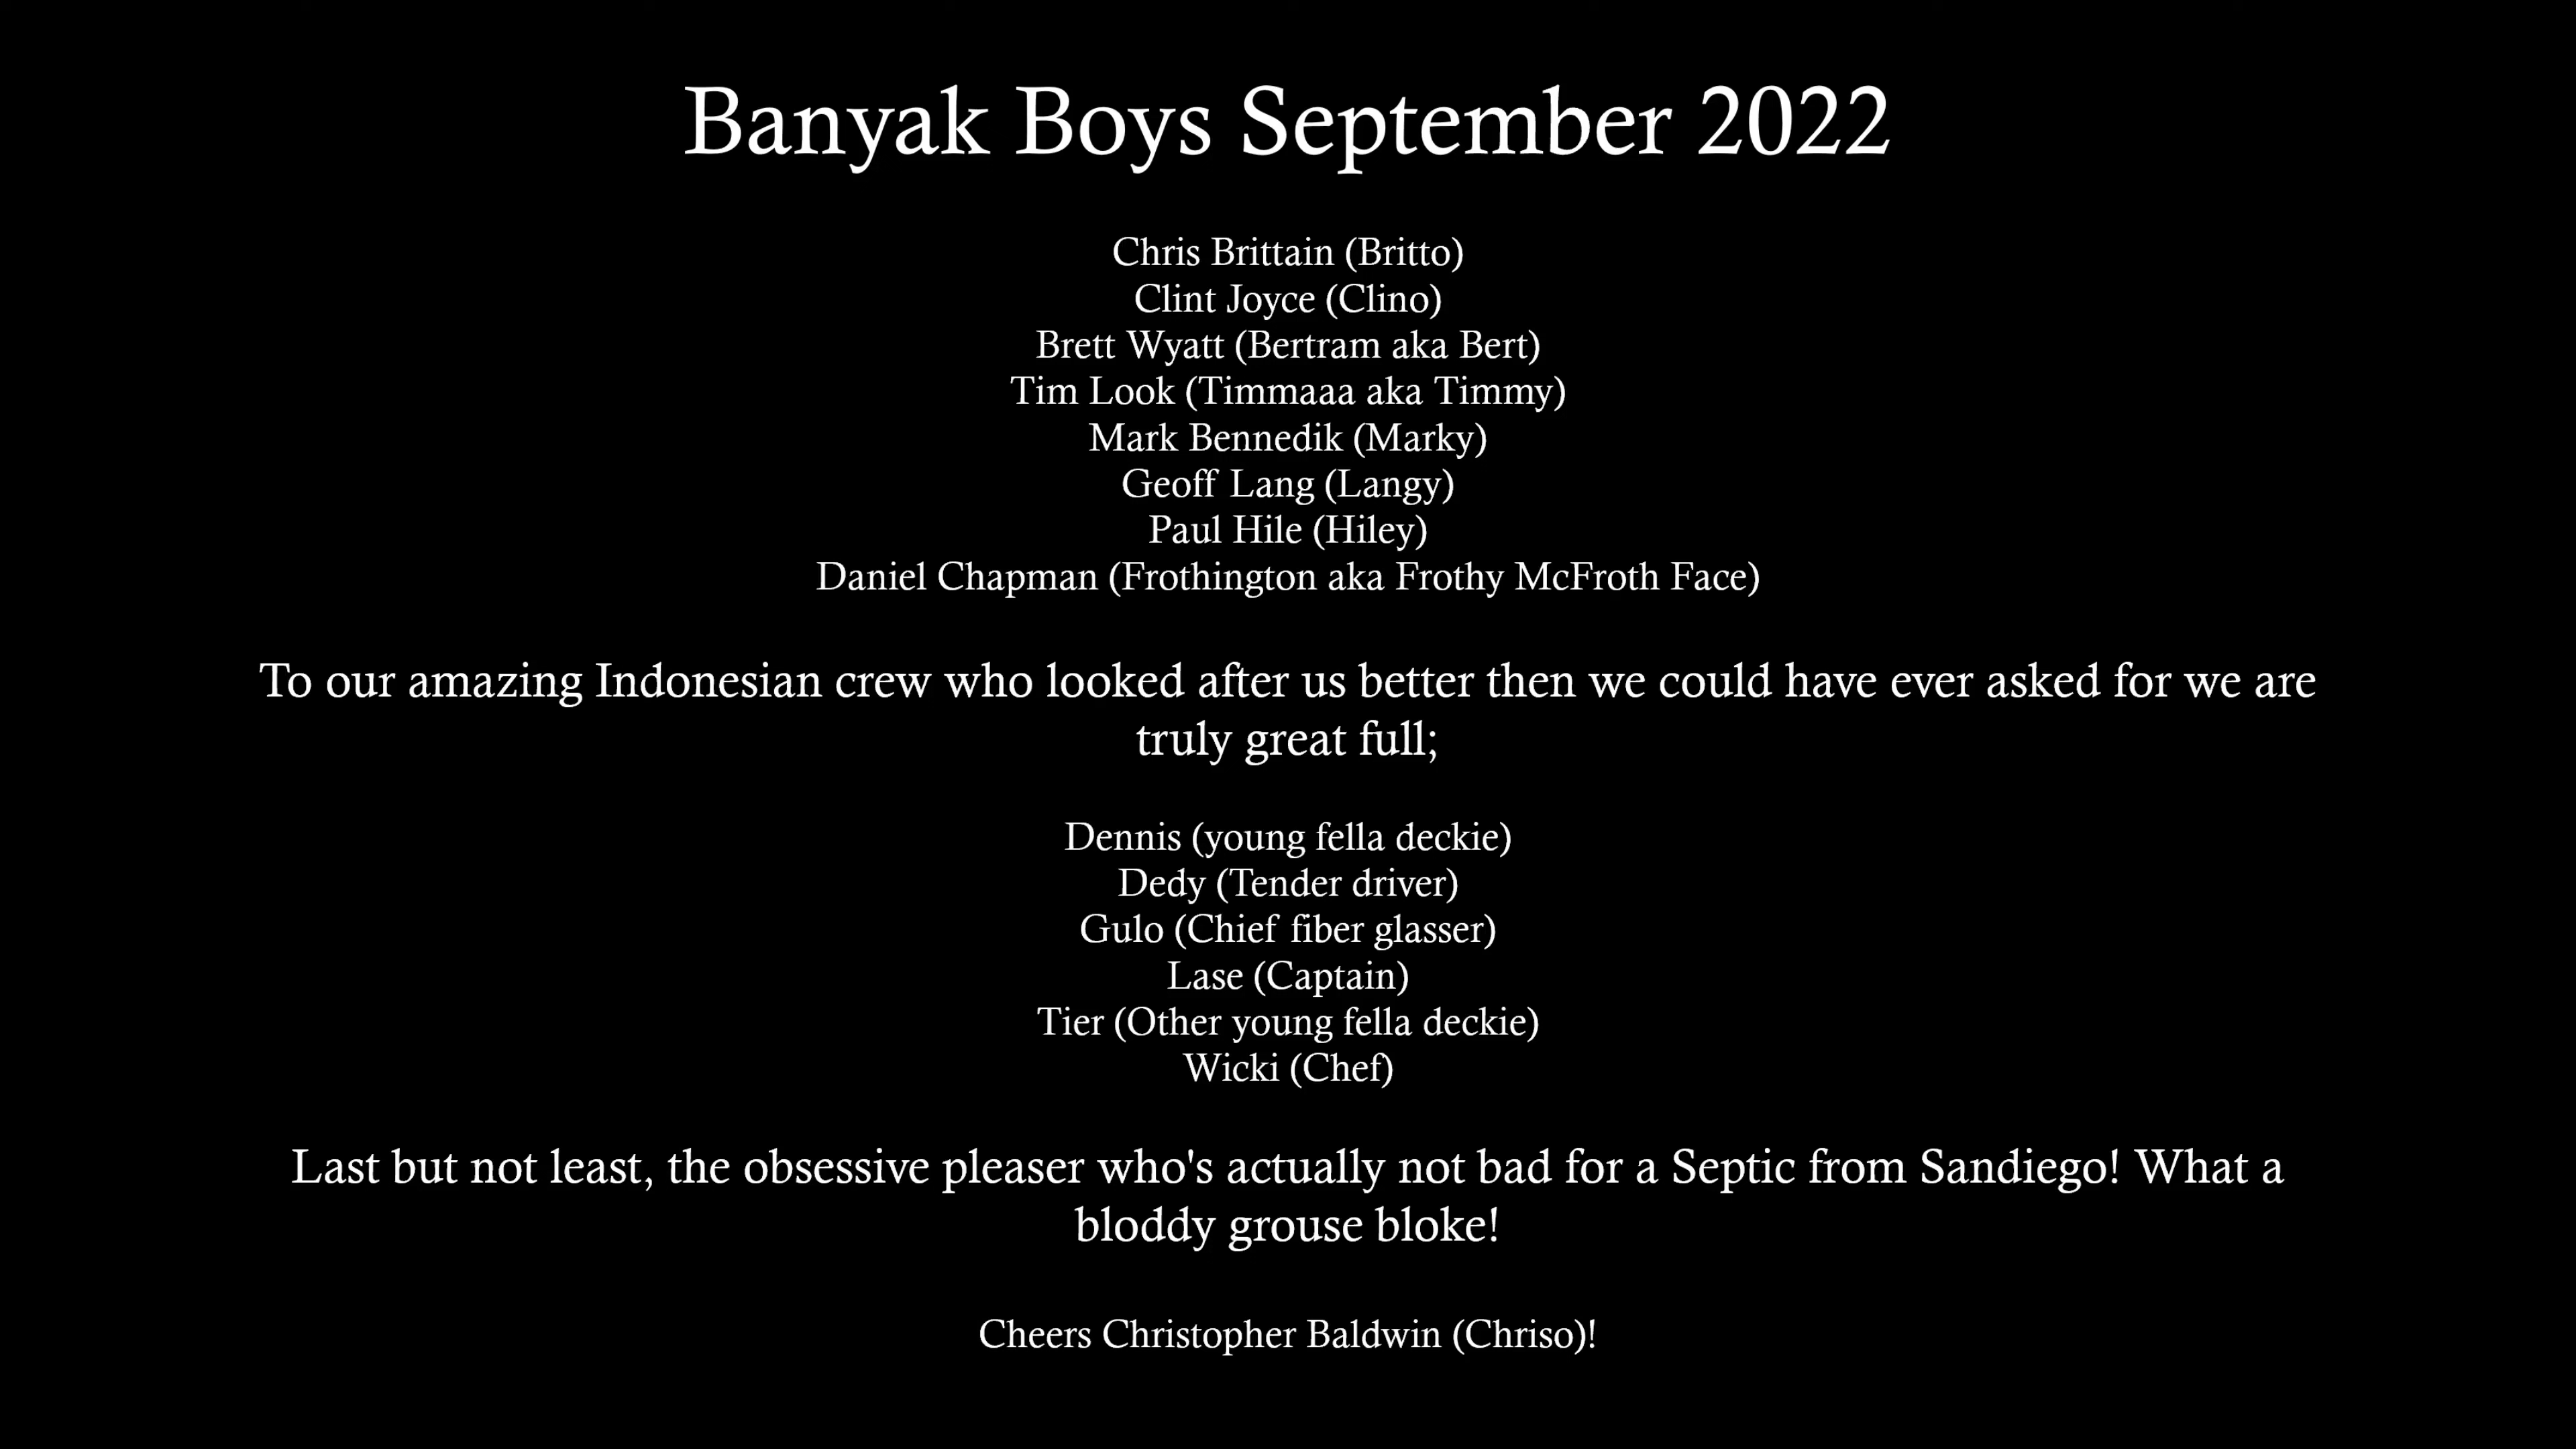 Banyak Boys September 2022
Chris Brittain (Britto)
Clint Joyce (Clino)
Brett Wyatt (Bertram aka Bert)
Tim Look (Timmaaa aka Timmy)
Mark Bennedik (Marky)
Geoff Lang (Langy)
Paul Hile (Hiley)
Daniel Chapman (Frothington aka Frothy McFroth Face)
To our amazing Indonesian crew who looked after us better then we could have ever asked for we are
truly great full;
Dennis (young fella deckie)
Dedy (Tender driver)
Gulo (Chief fiber glasser)
Lase (Captain)
Tier (Other young fella deckie)
Wicki (Chef)
Last but not least, the obsessive pleaser who's actually not bad for a Septic from Sandiego! What a
bloddy grouse bloke!
Cheers Christopher Baldwin (Chriso)!